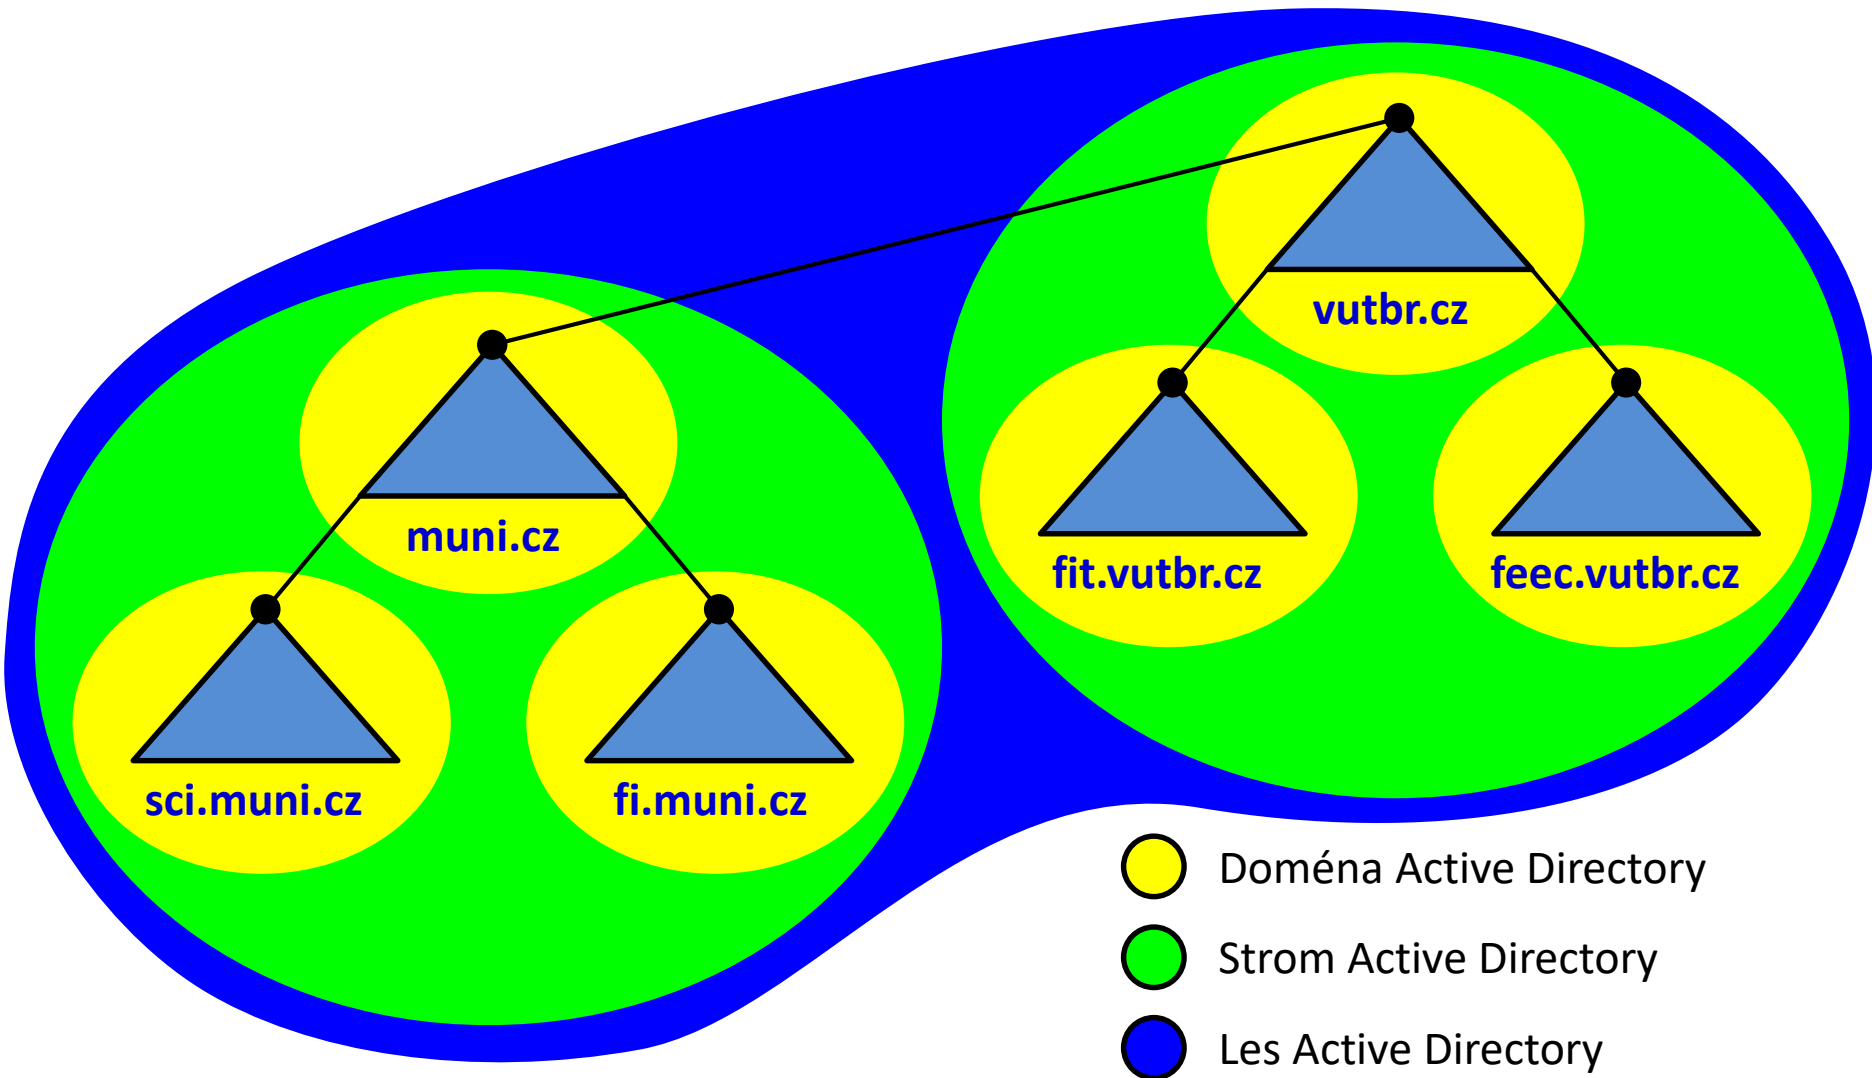 vutbr.cz
muni.cz
fit.vutbr.cz
feec.vutbr.cz
sci.muni.cz
fi.muni.cz
Doména Active Directory
Strom Active Directory
Les Active Directory